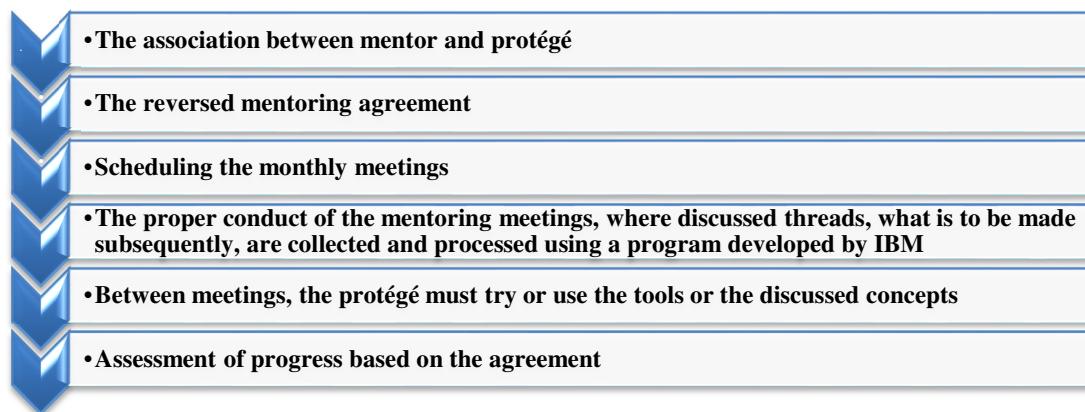 •The association between mentor and protégé
•The reversed mentoring agreement
•Scheduling the monthly meetings
•The proper conduct of the mentoring meetings, where discussed threads, what is to be made
subsequently, are collected and processed using a program developed by IBM
•Between meetings, the protégé must try or use the tools or the discussed concepts
•Assessment of progress based on the agreement